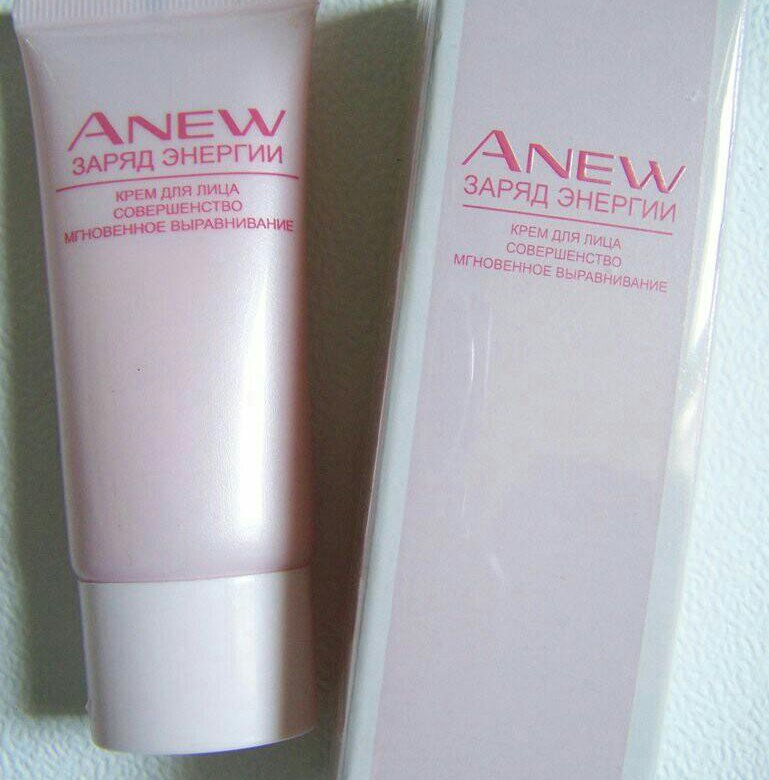 ANEW
ЗАРЯД ЭНЕРГИИ
КРЕМ ДЛЯ ЛИЦА
СОВЕРШЕНСТВО
МГНОВЕННОЕ ВЫРАВНИВАНИЕ
ANEW
ЗАРЯД ЭНЕРГИИ
КРЕМ ДЛЯ ЛИЦА
СОВЕРШЕНСТВО
МГНОВЕННОЕ ВЫРАВНИВАНИЕ